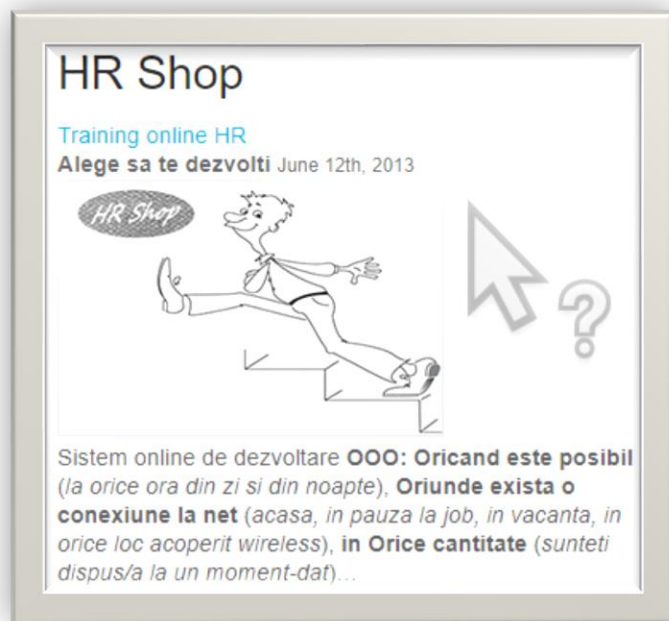 HR Shop
Training online HR
Alege sa te dezvolti June 12th, 2013
HR Shop
Sistem online de dezvoltare OOO: Oricand este posibil
(la orice ora din zi si din noapte), Oriunde exista o
conexiune la net (acasa, in pauza la job, in vacanta, in
orice loc acoperit wireless), in Orice cantitate (sunteti
dispus/a la un moment-dat)...